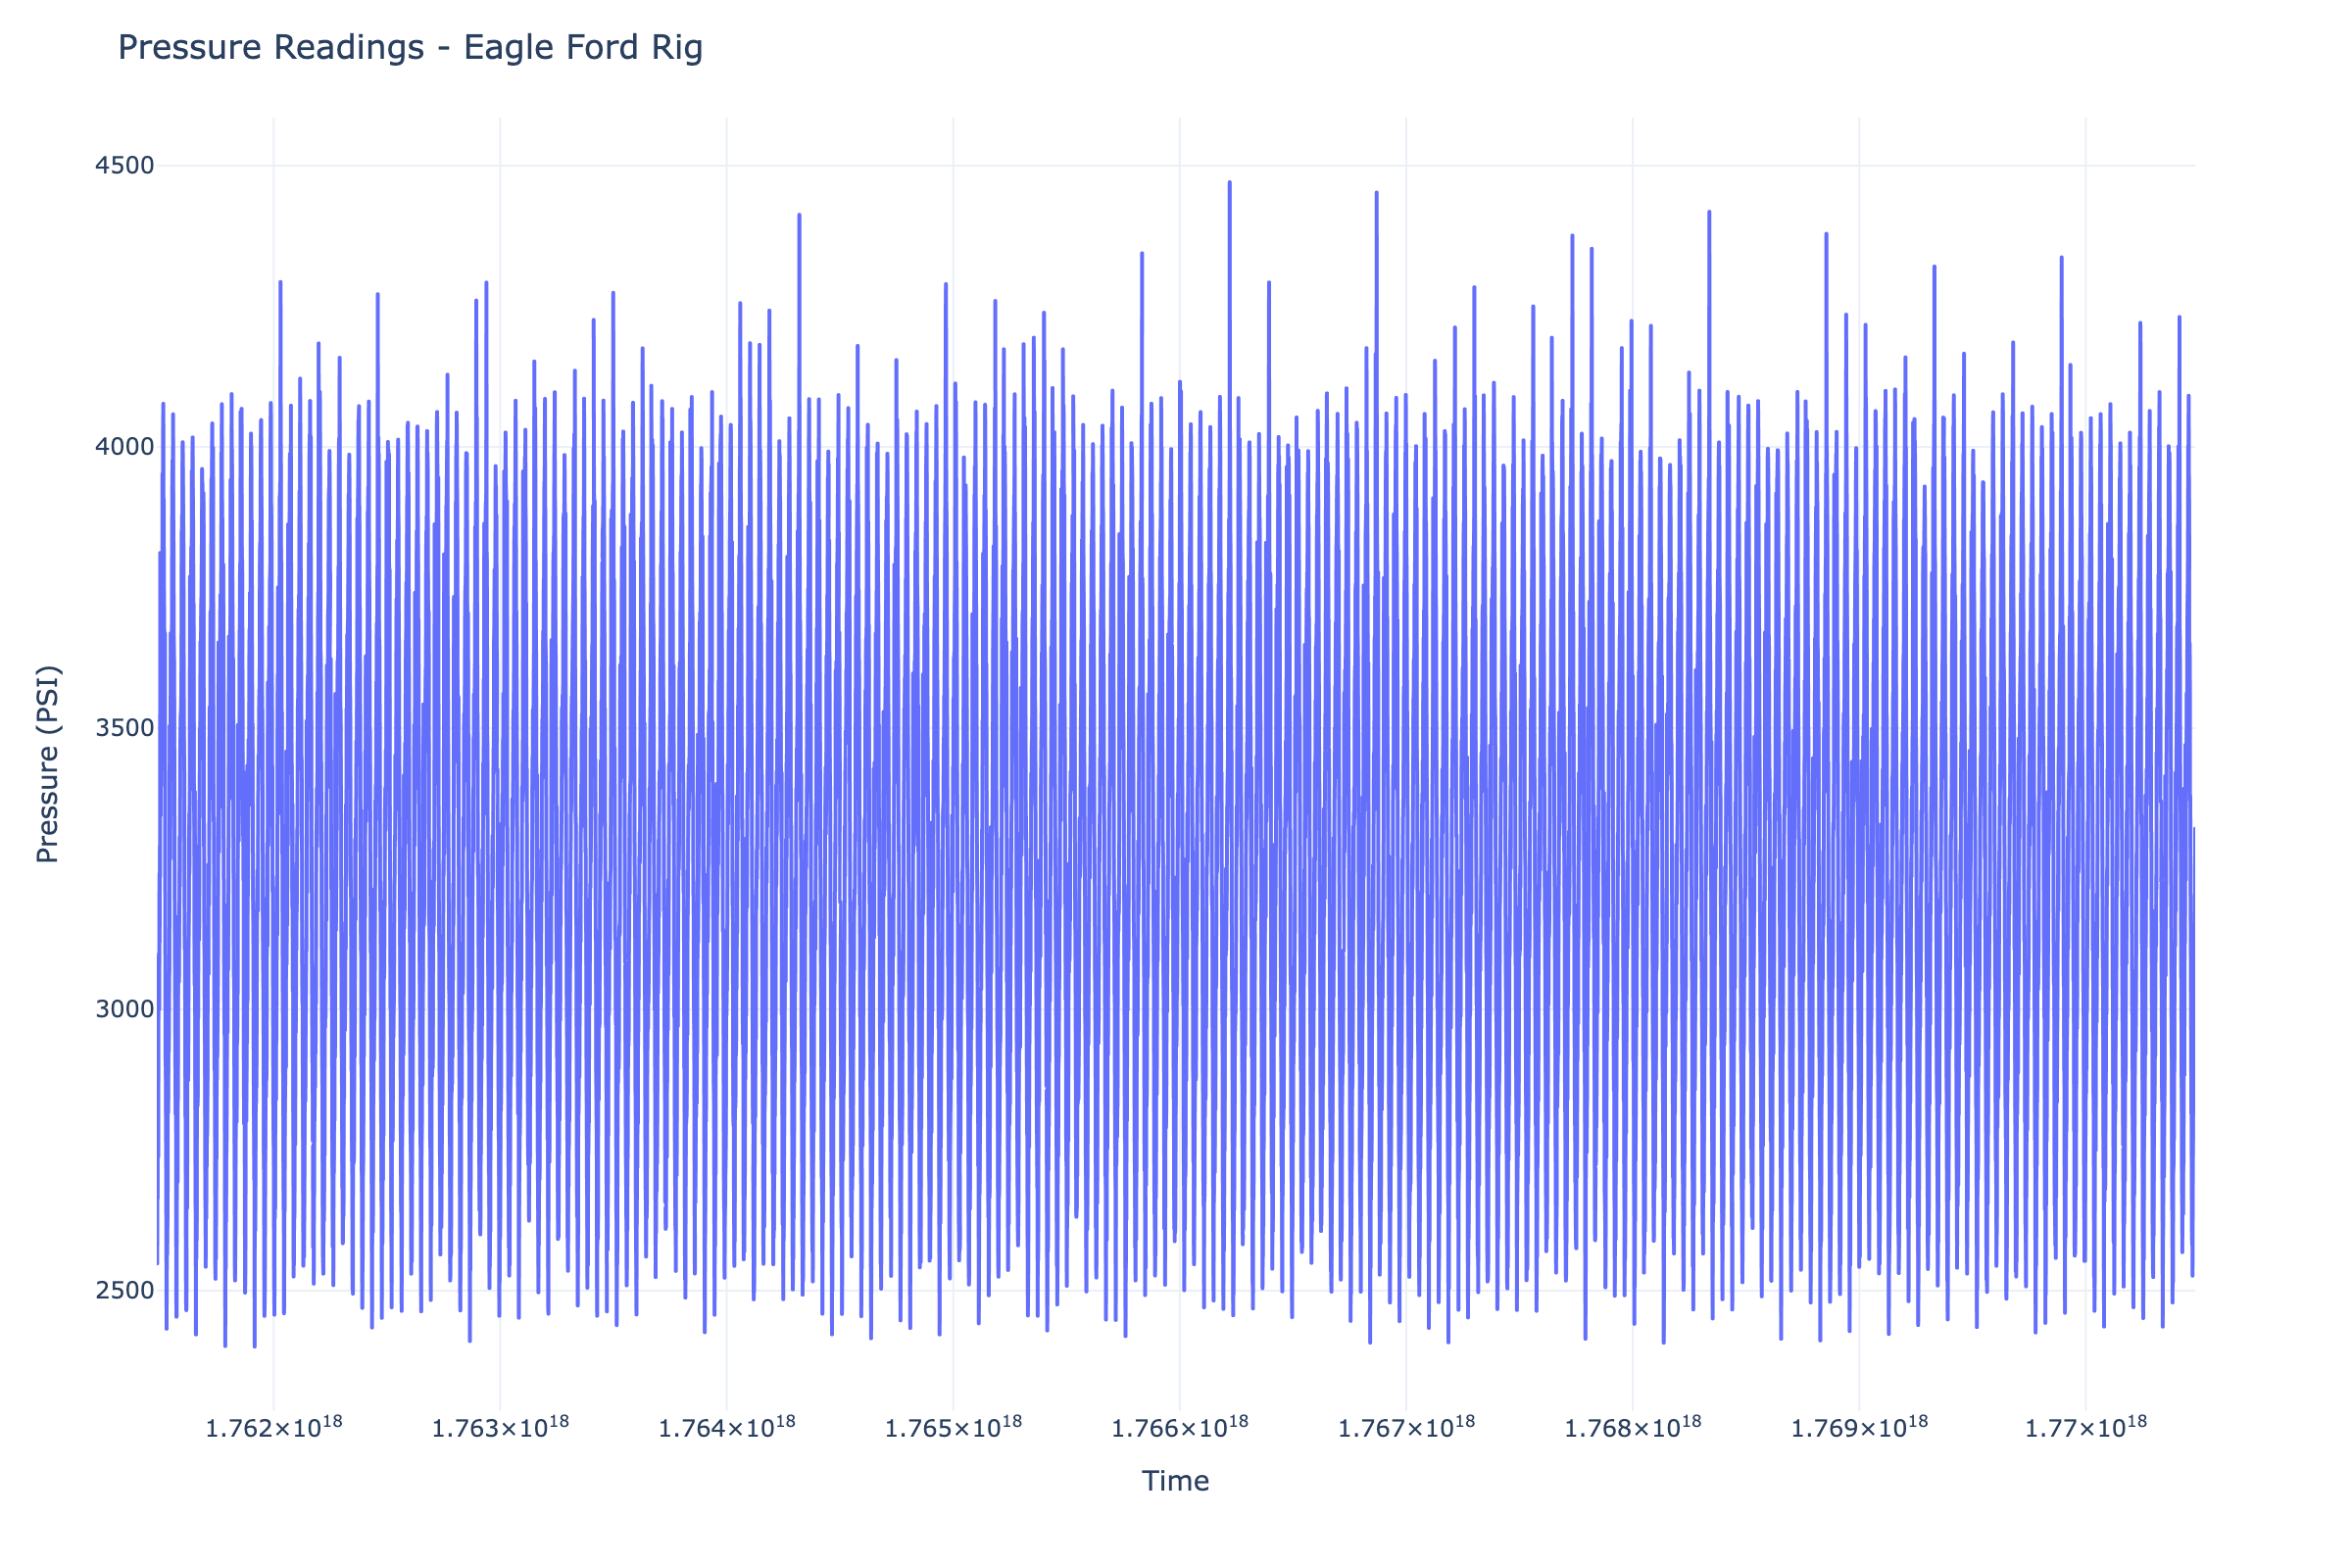 Pressure Readings - Eagle Ford Rig
4500
4000
3500
3000
2500
Pressure (PSI)
1.762×10¹⁸ 1.763×10¹⁸ 1.764×10¹⁸ 1.765×10¹⁸ 1.766×10¹⁸ 1.767×10¹⁸ 1.768×10¹⁸ 1.769×10¹⁸ 1.77×10¹⁸
Time